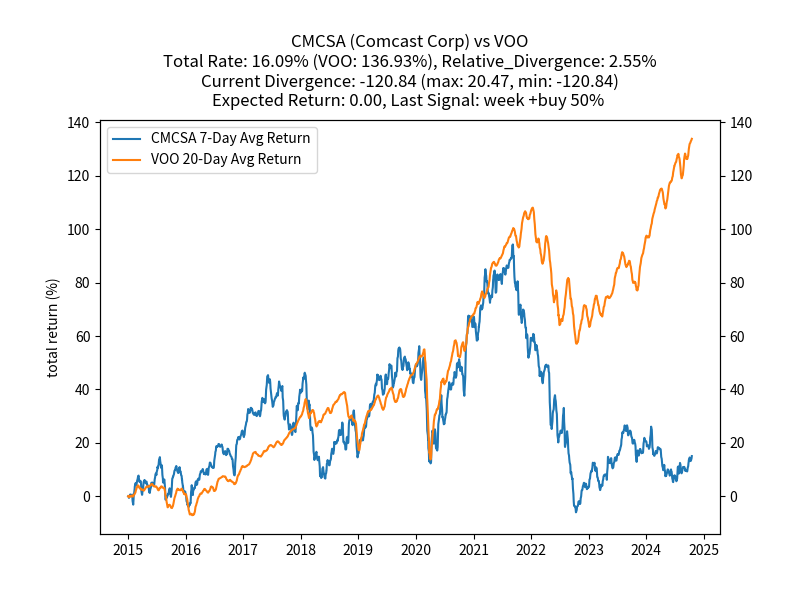 CMCSA (Comcast Corp) vs VOO
Total Rate: 16.09% (VOO: 136.93%), Relative_Divergence: 2.55%
Current Divergence: -120.84 (max: 20.47, min: -120.84)
Expected Return: 0.00, Last Signal: week +buy 50%
CMCSA 7-Day Avg Return
VOO 20-Day Avg Return
total return (%)
140
120
100
80
60
40
20
0
140
120
100
80
60
40
20
0
2015 2016 2017 2018 2019 2020 2021 2022 2023 2024 2025